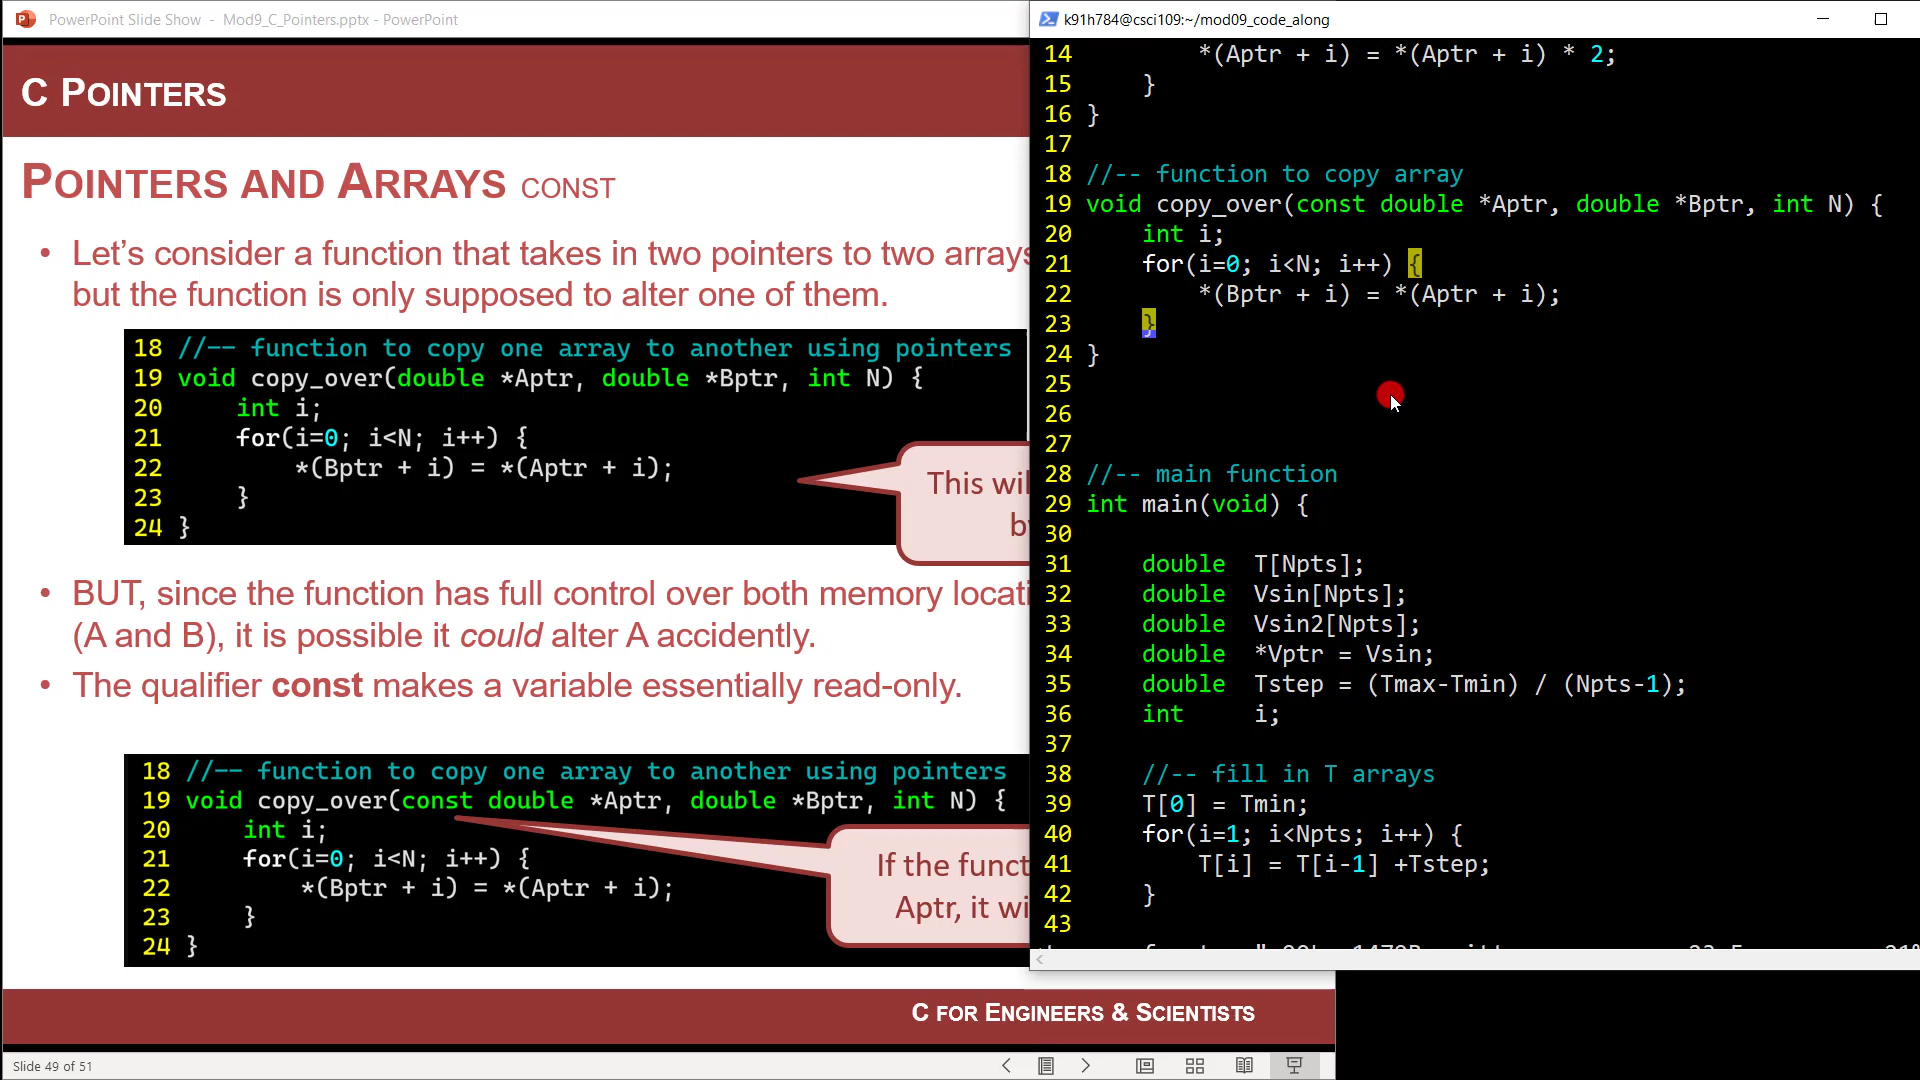 PowerPoint Slide Show - Mod9_C_Pointers.pptx - PowerPoint
C POINTERS
POINTERS AND ARRAYS CONST
• Let's consider a function that takes in two pointers to two arrays
but the function is only supposed to alter one of them.
18 //-- function to copy one array to another using pointers
19 void copy_over(double *Aptr, double *Bptr, int N) {
20 int i;
21 for(i=0; i<N; i++) {
22 *(Bptr + i) = *(Aptr + i);
23 }
24 }
This wil
b
• BUT, since the function has full control over both memory locati
(A and B), it is possible it could alter A accidently.
• The qualifier const makes a variable essentially read-only.
18 //-- function to copy one array to another using pointers
19 void copy_over(const double *Aptr, double *Bptr, int N) {
20 int i;
21 for(i=0; i<N; i++) {
22 *(Bptr + i) = *(Aptr + i);
23 }
24 }
If the funct
Aptr, it wi
C FOR ENGINEERS & SCIENTISTS
Slide 49 of 51
k91h784@csci109:~/mod09_code_along
14 *(Aptr + i) = *(Aptr + i) * 2;
15 }
16 }
17
18 //-- function to copy array
19 void copy_over(const double *Aptr, double *Bptr, int N) {
20 int i;
21 for(i=0; i<N; i++) {
22 *(Bptr + i) = *(Aptr + i);
23 }
24 }
25
26
27
28 //-- main function
29 int main(void) {
30
31 double T[Npts];
32 double Vsin[Npts];
33 double Vsin2[Npts];
34 double *Vptr = Vsin;
35 double Tstep = (Tmax-Tmin) / (Npts-1);
36 int i;
37
38 //-- fill in T arrays
39 T[0] = Tmin;
40 for(i=1; i<Npts; i++) {
41 T[i] = T[i-1] +Tstep;
42 }
43